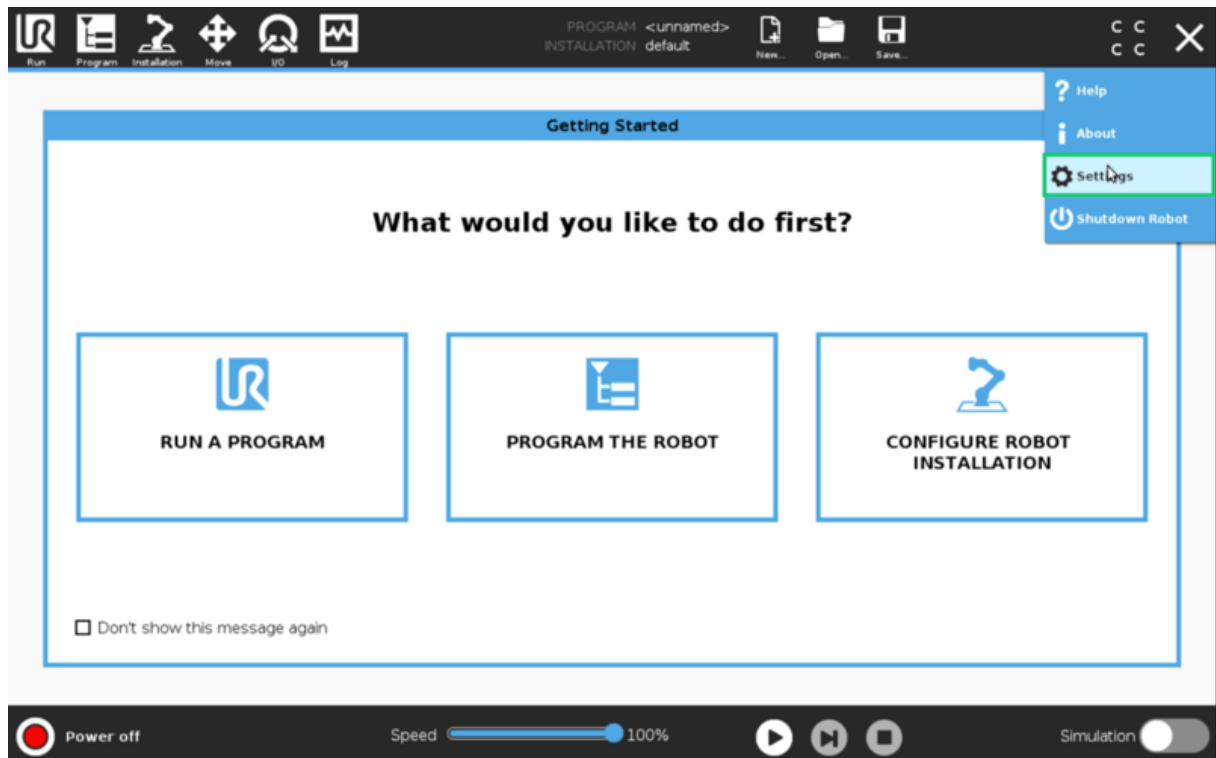 PROGRAM <unnamed>
INSTALLATION default
C C
C C
Run
Program
Installation
Move
I/O
Log
New...
Open...
Save...
Help
About
Settings
Shutdown Robot
Getting Started
What would you like to do first?
RUN A PROGRAM
PROGRAM THE ROBOT
CONFIGURE ROBOT
INSTALLATION
Don't show this message again
Power off
Speed
100%
Simulation